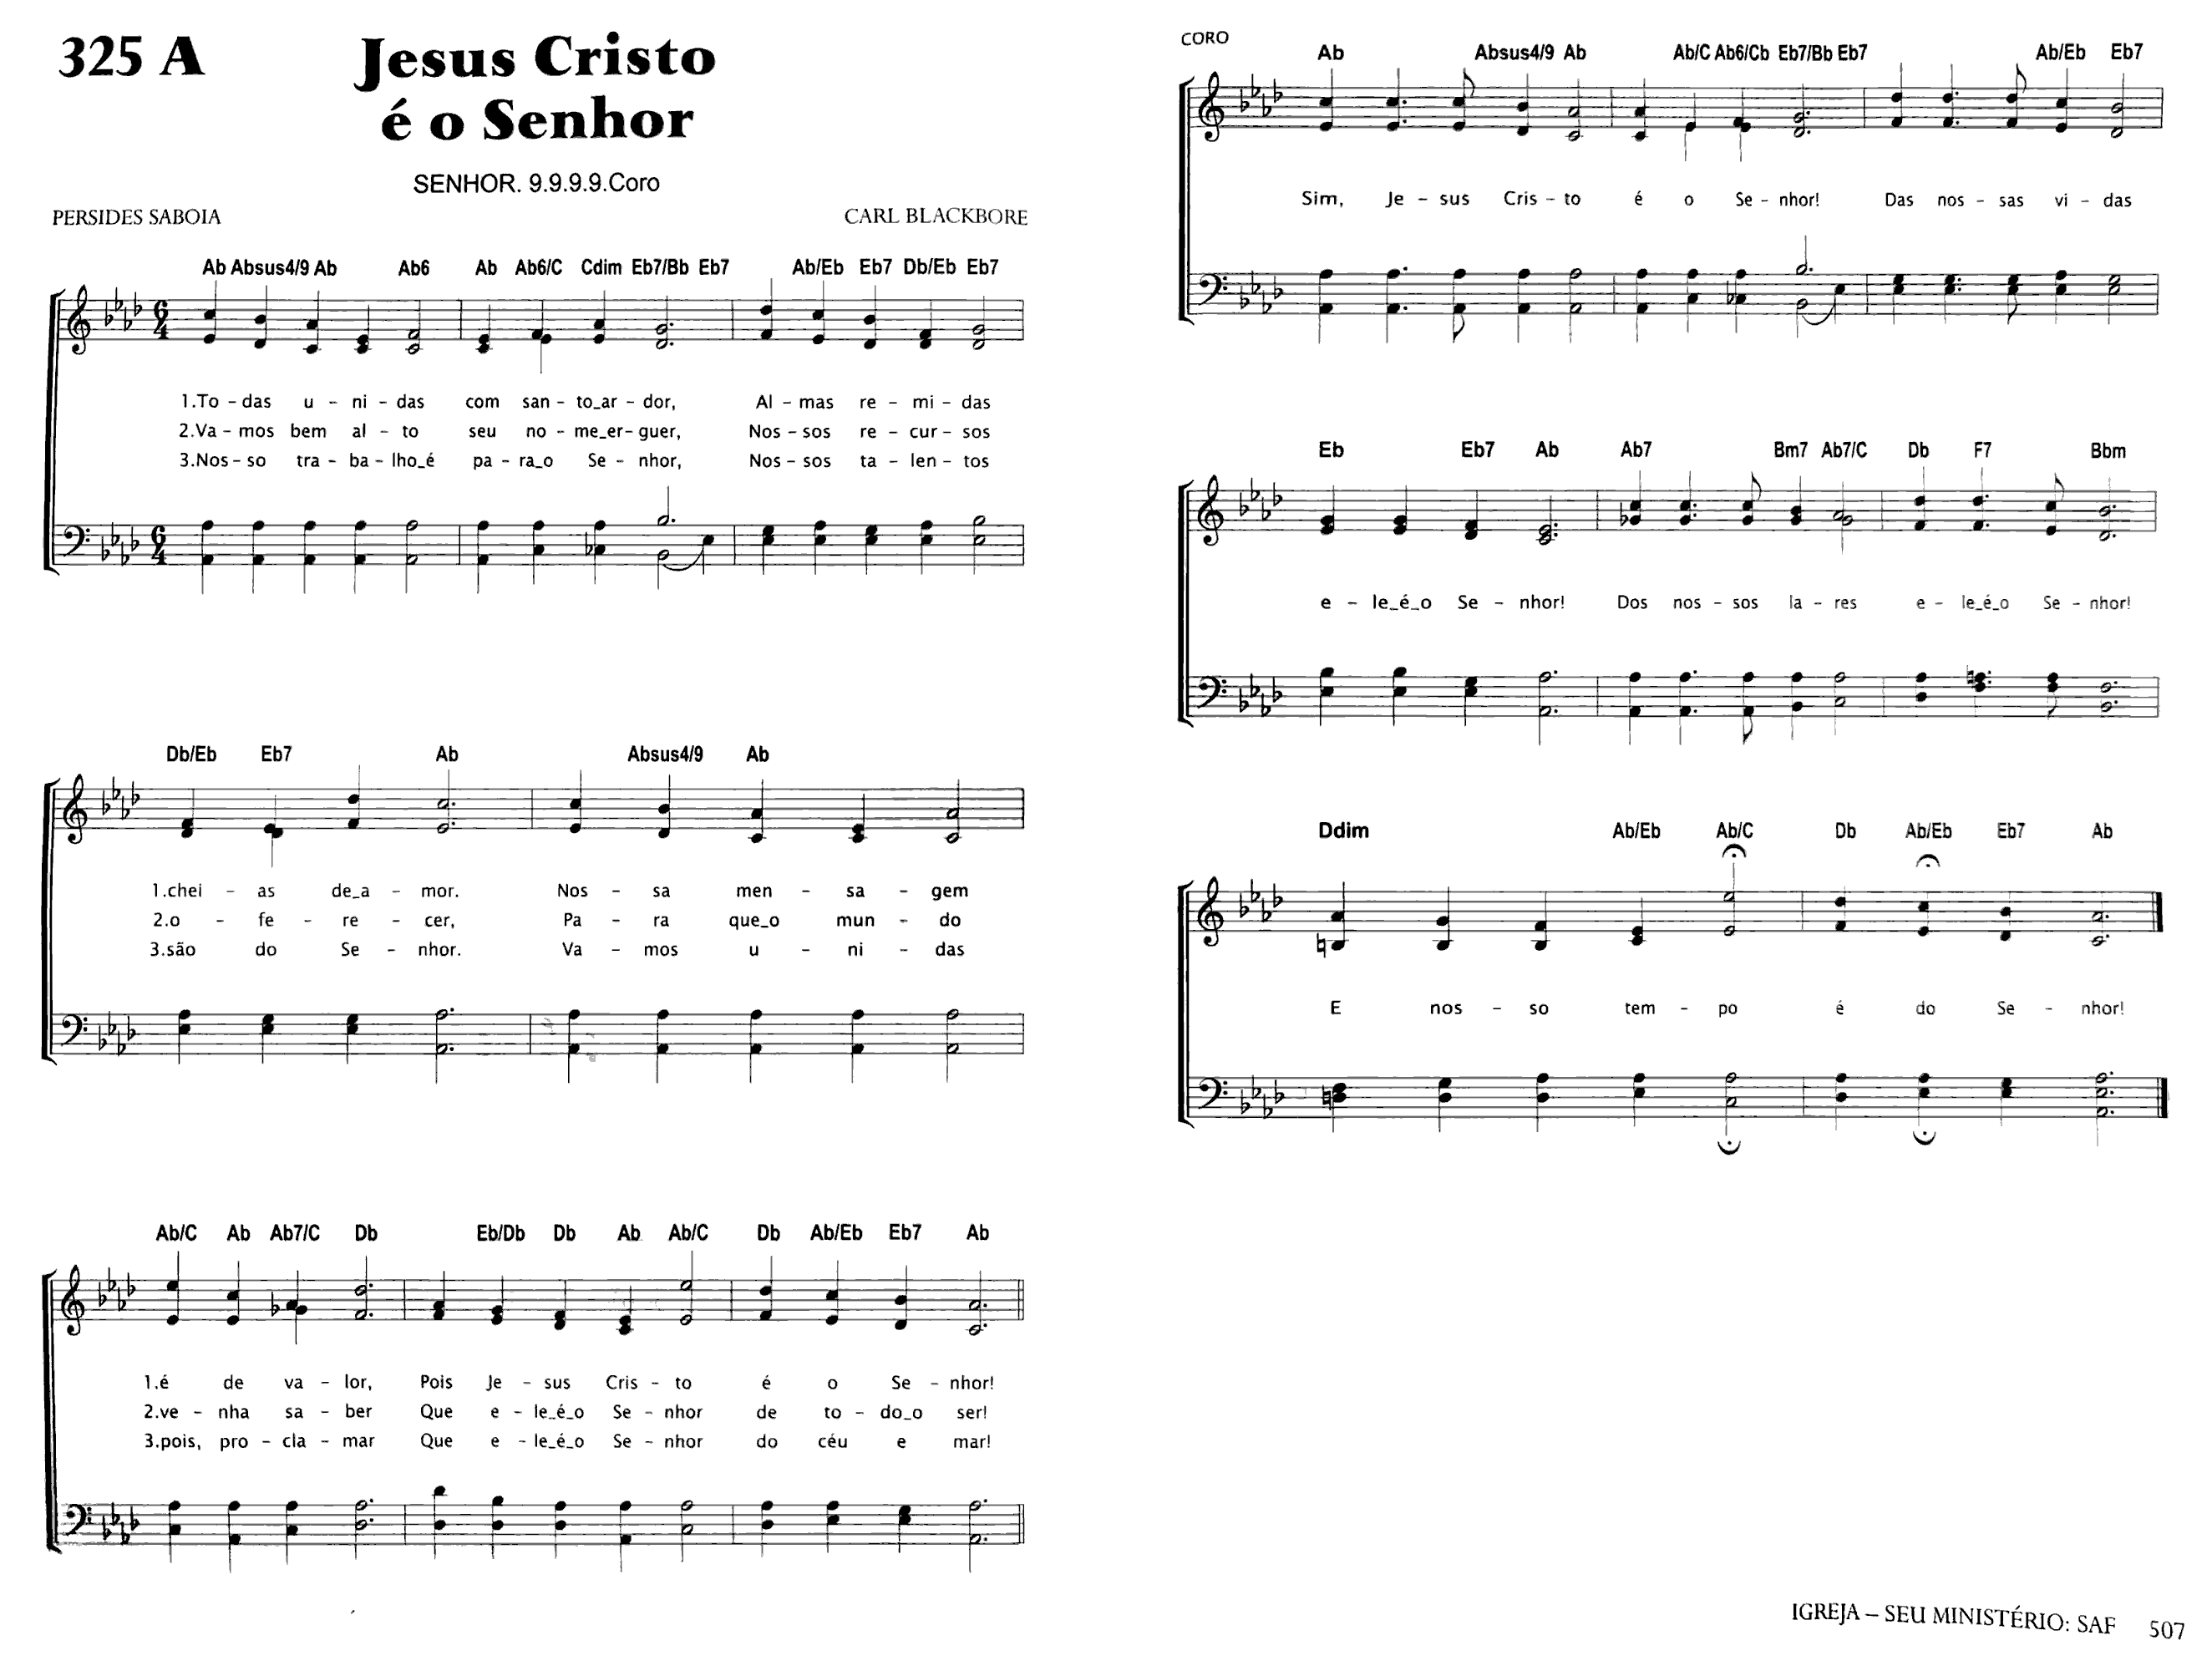 325 A
Jesus Cristo
é o Senhor
SENHOR. 9.9.9.9.Coro
PERSIDES SABOIA
CARL BLACKBORE
Ab Absus4/9 Ab Ab6 Ab Ab6/C Cdim Eb7/Bb Eb7 Ab/Eb Eb7 Db/Eb Eb7
1.To – das u – ni – das com san – to_ar – dor, Al – mas re – mi – das
2.Va – mos bem al – to seu no – me_er – guer, Nos – sos re – cur – sos
3.Nos – so tra – ba – lho_é pa – ra_o Se – nhor, Nos – sos ta – len – tos
Db/Eb Eb7 Ab Absus4/9 Ab
1.chei – as de_a – mor. Nos – sa men – sa – gem
2.o – fe – re – cer, Pa – ra que_o mun – do
3.são do Se – nhor. Va – mos u – ni – das
Ab/C Ab Ab7/C Db Eb/Db Db Ab Ab/C Db Ab/Eb Eb7 Ab
1.é de va – lor, Pois Je – sus Cris – to é o Se – nhor!
2.ve – nha sa – ber Que e – le_é_o Se – nhor de to – do_o ser!
3.pois, pro – cla – mar Que e – le_é_o Se – nhor do céu e mar!
CORO
Ab Absus4/9 Ab Ab/C Ab6/Cb Eb7/Bb Eb7 Ab/Eb Eb7
Sim, Je – sus Cris – to é o Se – nhor! Das nos – sas vi – das
Eb Eb7 Ab Ab7 Bm7 Ab7/C Db F7 Bbm
e – le_é_o Se – nhor! Dos nos – sos la – res e – le_é_o Se – nhor!
Ddim Ab/Eb Ab/C Db Ab/Eb Eb7 Ab
E nos – so tem – po é do Se – nhor!
IGREJA – SEU MINISTÉRIO: SAF 507